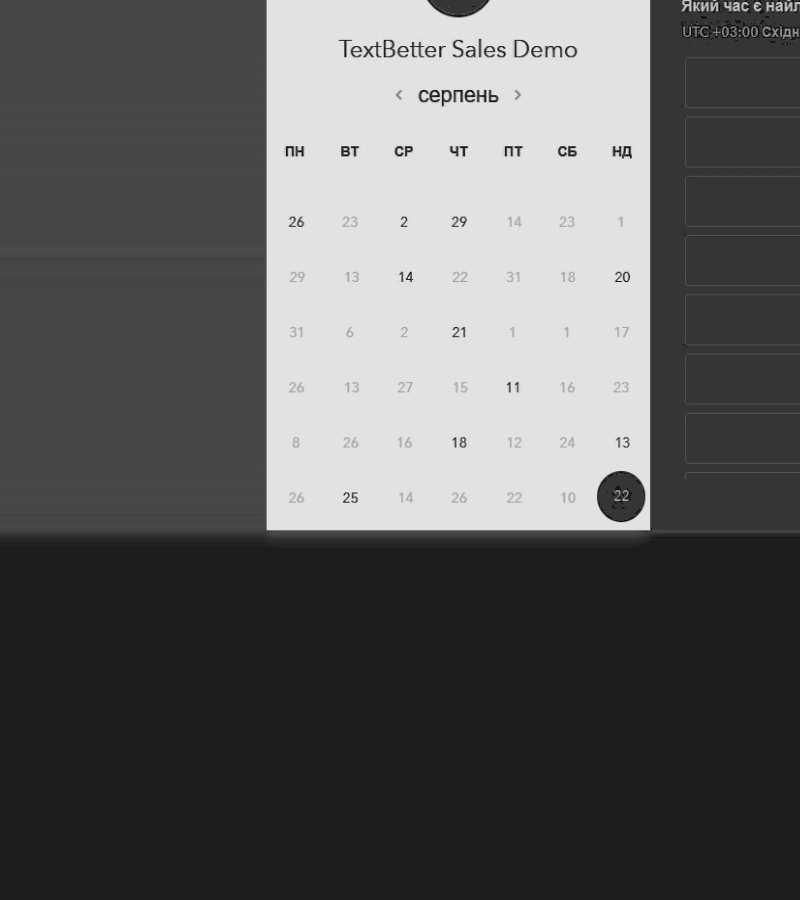 Який час є найл
UTC +03:00 Східн
TextBetter Sales Demo
< серпень >
ПН ВТ СР ЧТ ПТ СБ НД
26 23 2 29 14 23 1
29 13 14 22 31 18 20
31 6 2 21 1 1 17
26 13 27 15 11 16 23
8 26 16 18 12 24 13
26 25 14 26 22 10 22